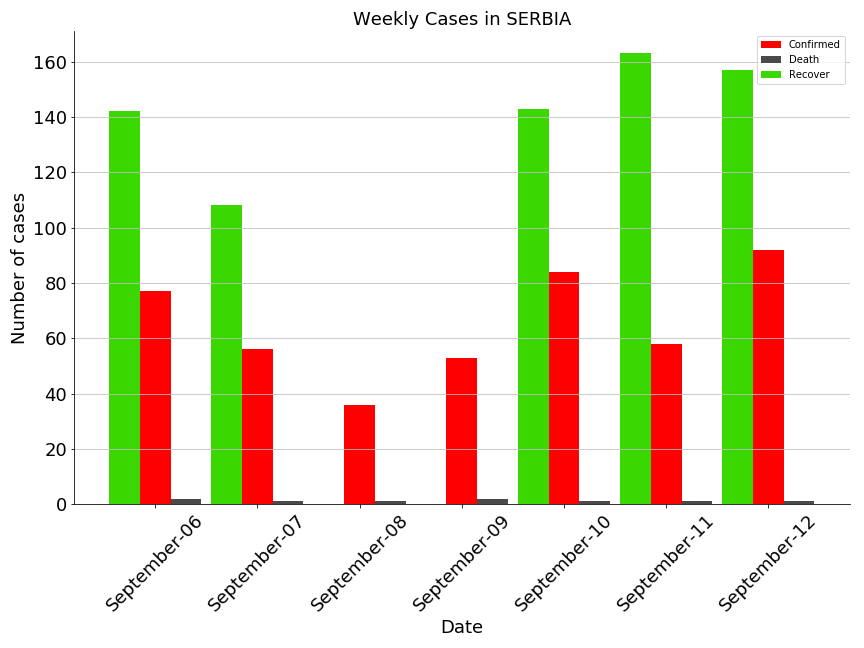 Weekly Cases in SERBIA
Confirmed
Death
Recover
Number of cases
160
140
120
100
80
60
40
20
0
September-06
September-07
September-08
September-09
September-10
September-11
September-12
Date